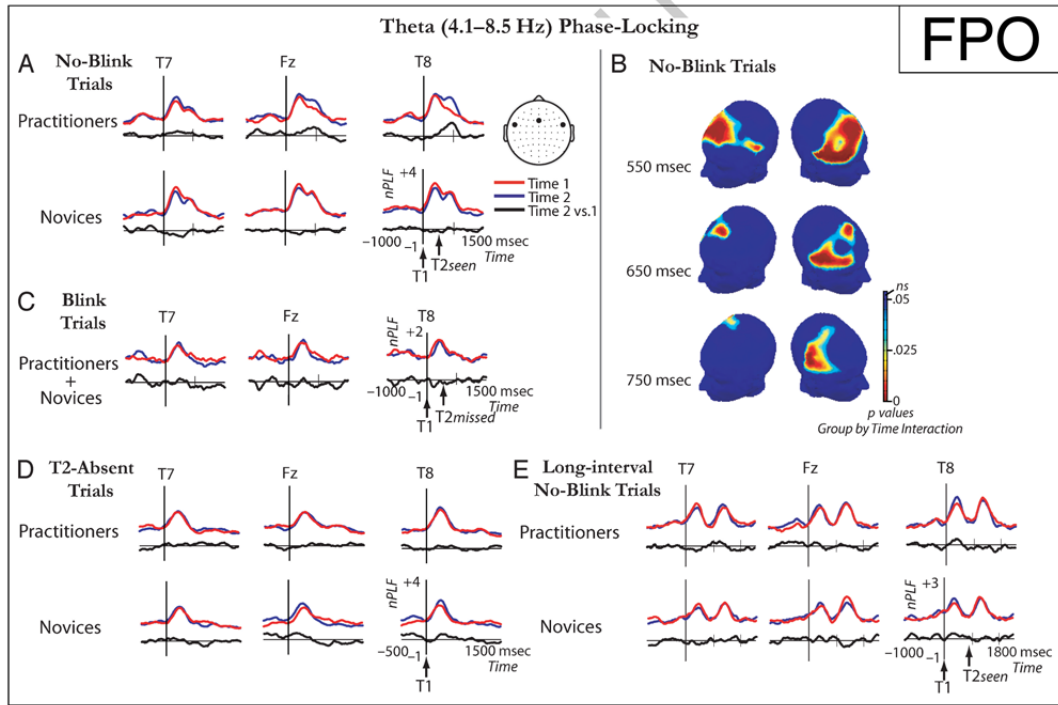 Theta (4.1–8.5 Hz) Phase-Locking
FPO
A No-Blink
Trials
T7
Fz
T8
Practitioners
Novices
nPLF
+4
−1
−1000
1500 msec
Time
T1
T2seen
Time 1
Time 2
Time 2 vs.1
B No-Blink Trials
550 msec
650 msec
750 msec
ns
.05
.025
0
p values
Group by Time Interaction
C Blink
Trials
T7
Fz
T8
Practitioners
+
Novices
nPLF
+2
−1
−1000
1500 msec
Time
T1
T2missed
D T2-Absent
Trials
T7
Fz
T8
Practitioners
Novices
nPLF
+4
−1
−500
1500 msec
Time
T1
E Long-interval
No-Blink Trials
T7
Fz
T8
Practitioners
Novices
nPLF
+3
−1
−1000
1800 msec
Time
T1
T2seen